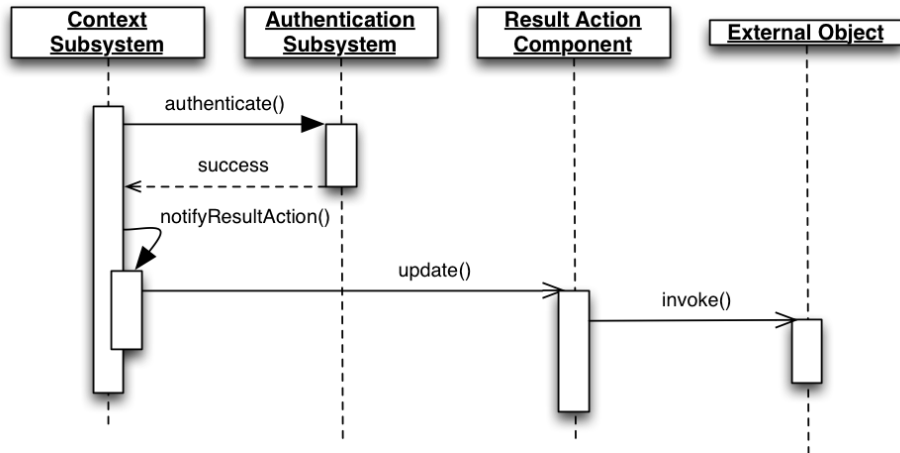 Context
Subsystem
Authentication
Subsystem
Result Action
Component
External Object
authenticate()
success
notifyResultAction()
update()
invoke()